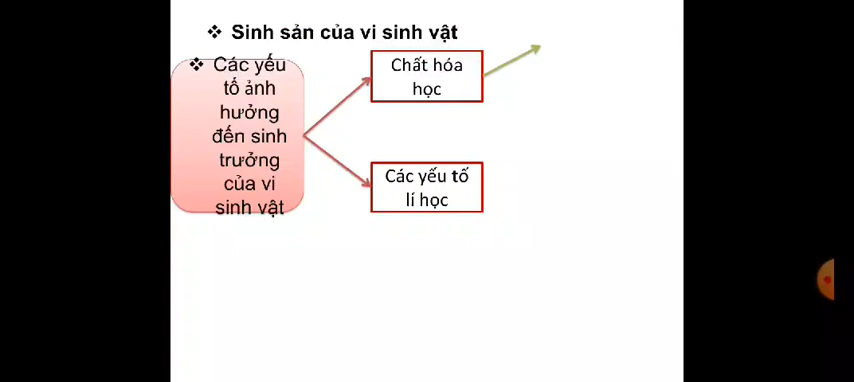 ❖ Sinh sản của vi sinh vật
❖ Các yếu
tố ảnh
hưởng
đến sinh
trưởng
của vi
sinh vật
Chất hóa
học
Các yếu tố
lí học